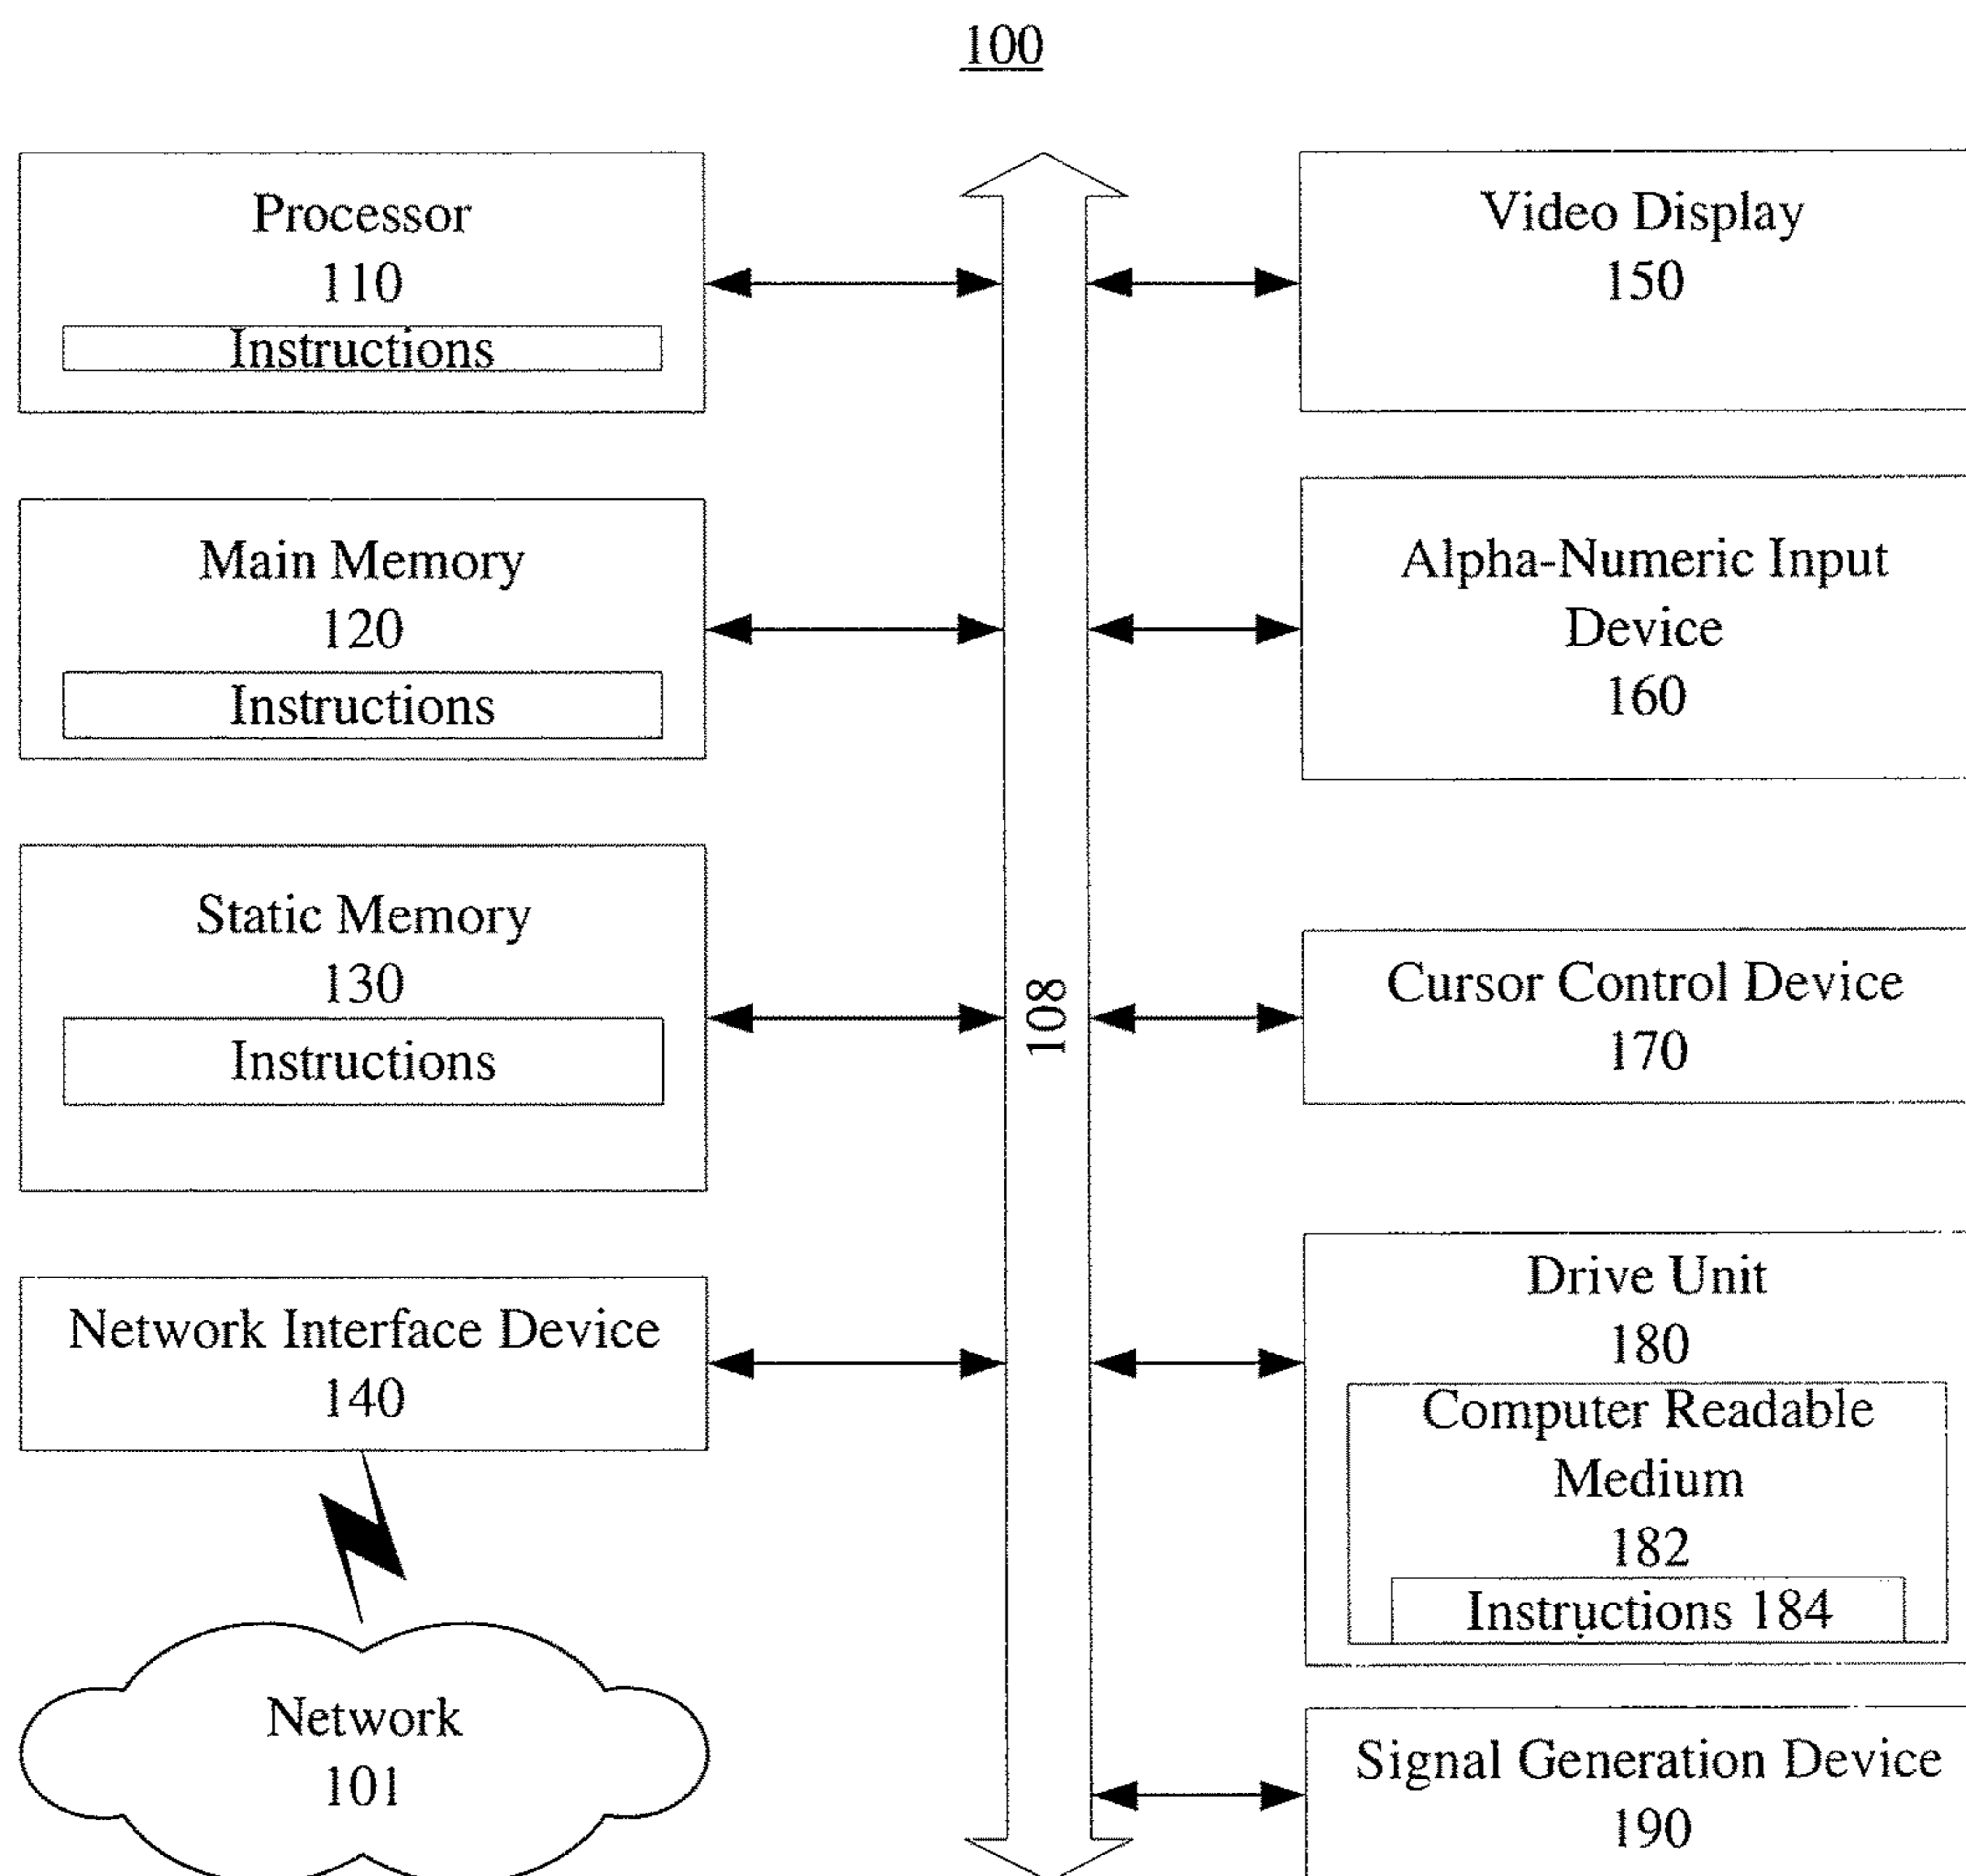 100
Processor
110
Instructions
Main Memory
120
Instructions
Static Memory
130
Instructions
Network Interface Device
140
Network
101
108
Video Display
150
Alpha-Numeric Input
Device
160
Cursor Control Device
170
Drive Unit
180
Computer Readable
Medium
182
Instructions 184
Signal Generation Device
190